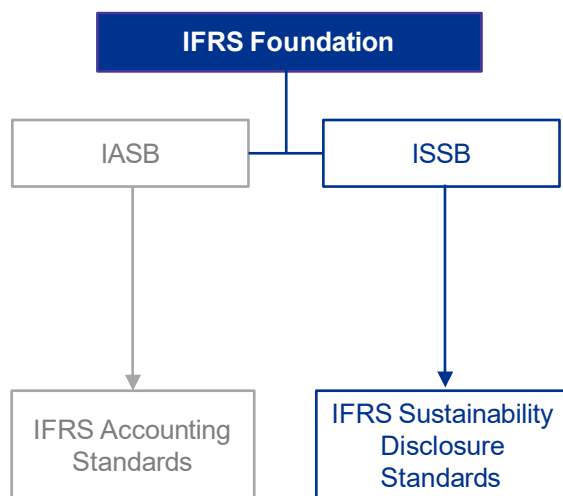 IFRS Foundation
IASB
ISSB
IFRS Accounting
Standards
IFRS Sustainability
Disclosure
Standards